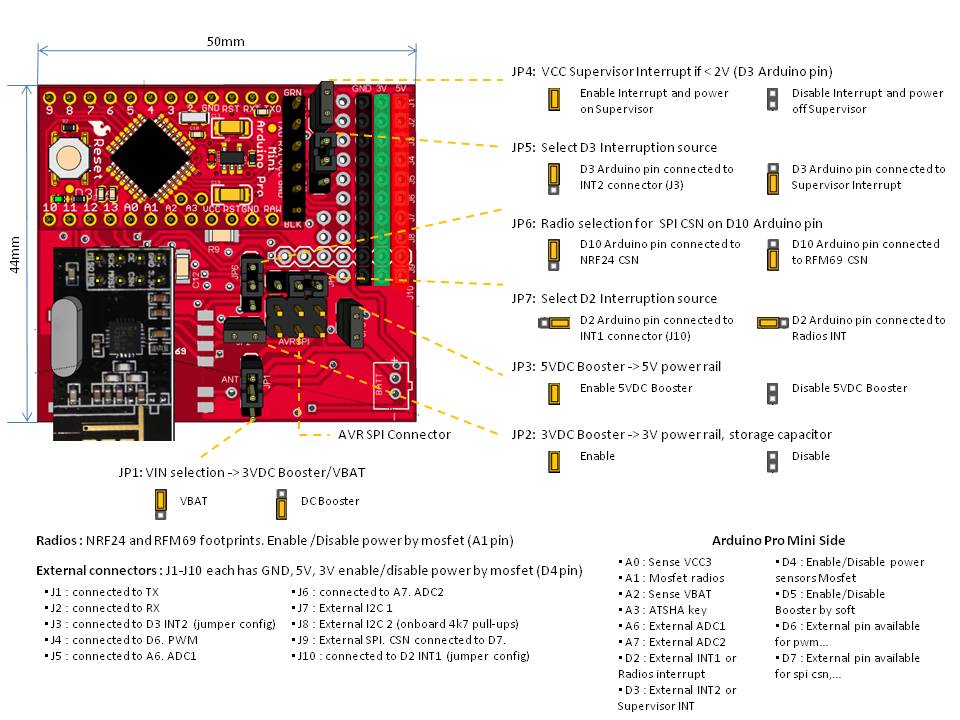 50mm
44mm
GRN
GND 3V 5V
J1
J2
J3
J4
J5
J6
J7
J8
J9
J10
9 8 7 6 5 4 3 2 GND RST RX TXO
Reset
Arduino Pro
Mini
D3
10 11 12 13 A0 A1 A2 A3 VCC RST GND RAW
BLK
R9
C12
JP6
AVRSPI
ANT
JP1
BATT
+
69
JP4: VCC Supervisor Interrupt if < 2V (D3 Arduino pin)
Enable Interrupt and power
on Supervisor
Disable Interrupt and power
off Supervisor
JP5: Select D3 Interruption source
D3 Arduino pin connected to
INT2 connector (J3)
D3 Arduino pin connected to
Supervisor Interrupt
JP6: Radio selection for SPI CSN on D10 Arduino pin
D10 Arduino pin connected to
NRF24 CSN
D10 Arduino pin connected
to RFM69 CSN
JP7: Select D2 Interruption source
D2 Arduino pin connected to
INT1 connector (J10)
D2 Arduino pin connected to
Radios INT
JP3: 5VDC Booster -> 5V power rail
Enable 5VDC Booster
Disable 5VDC Booster
JP2: 3VDC Booster -> 3V power rail, storage capacitor
Enable
Disable
AVR SPI Connector
JP1: VIN selection -> 3VDC Booster/VBAT
VBAT
DC Booster
Radios : NRF24 and RFM69 footprints. Enable /Disable power by mosfet (A1 pin)
External connectors : J1-J10 each has GND, 5V, 3V enable/disable power by mosfet (D4 pin)
▪ J1 : connected to TX
▪ J2 : connected to RX
▪ J3 : connected to D3 INT2 (jumper config)
▪ J4 : connected to D6. PWM
▪ J5 : connected to A6. ADC1
▪ J6 : connected to A7. ADC2
▪ J7 : External I2C 1
▪ J8 : External I2C 2 (onboard 4k7 pull-ups)
▪ J9 : External SPI. CSN connected to D7.
▪ J10 : connected to D2 INT1 (jumper config)
Arduino Pro Mini Side
▪ A0 : Sense VCC3
▪ A1 : Mosfet radios
▪ A2 : Sense VBAT
▪ A3 : ATSHA key
▪ A6 : External ADC1
▪ A7 : External ADC2
▪ D2 : External INT1 or
Radios interrupt
▪ D3 : External INT2 or
Supervisor INT
▪ D4 : Enable/Disable power
sensors Mosfet
▪ D5 : Enable/Disable
Booster by soft
▪ D6 : External pin available
for pwm...
▪ D7 : External pin available
for spi csn,...